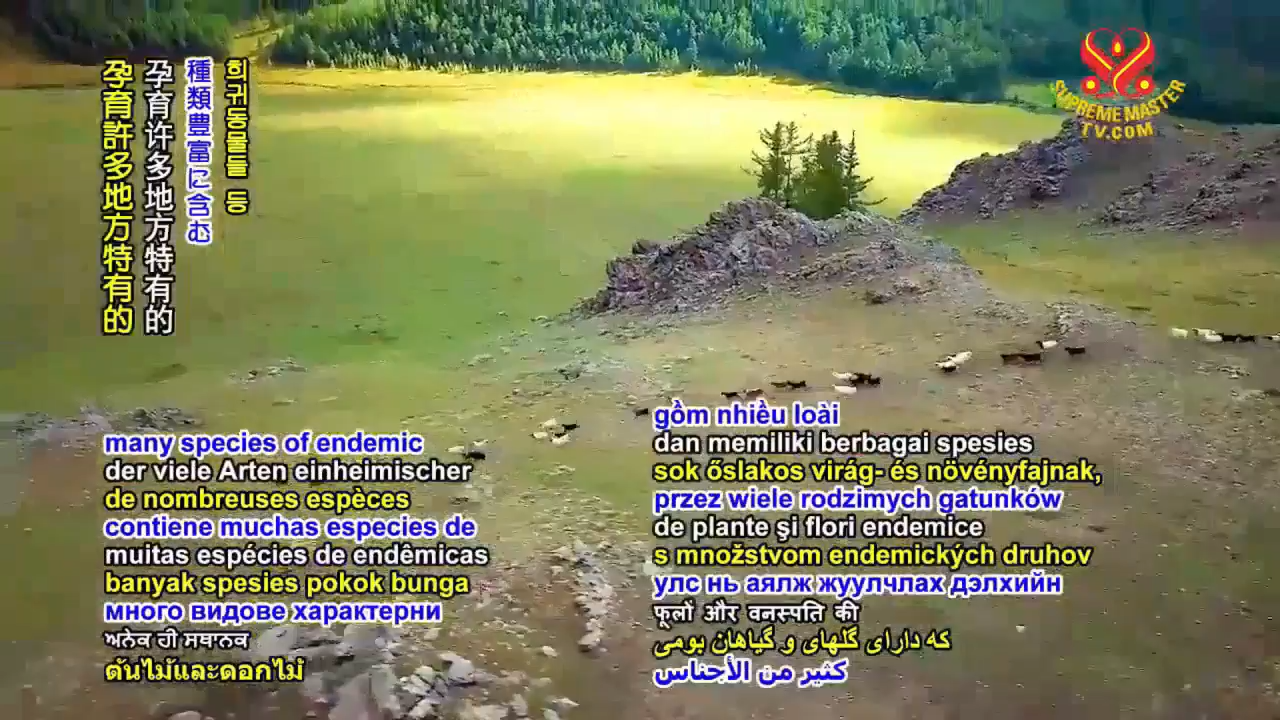 희귀동물들 등
種類豊富に含む
孕育许多地方特有的
孕育許多地方特有的
SUPREME MASTER
TV.COM
many species of endemic
der viele Arten einheimischer
de nombreuses espèces
contiene muchas especies de
muitas espécies de endêmicas
banyak spesies pokok bunga
много видове характерни
ਅਨੇਕ ਹੀ ਸਥਾਨਕ
ต้นไม้และดอกไม้
gồm nhiều loài
dan memiliki berbagai spesies
sok őslakos virág- és növényfajnak,
przez wiele rodzimych gatunków
de plante şi flori endemice
s množstvom endemických druhov
улс нь аялж жуулчлах дэлхийн
फूलों और वनस्पति की
که دارای گلهای و گیاهان بومی
كثير من الأجناس